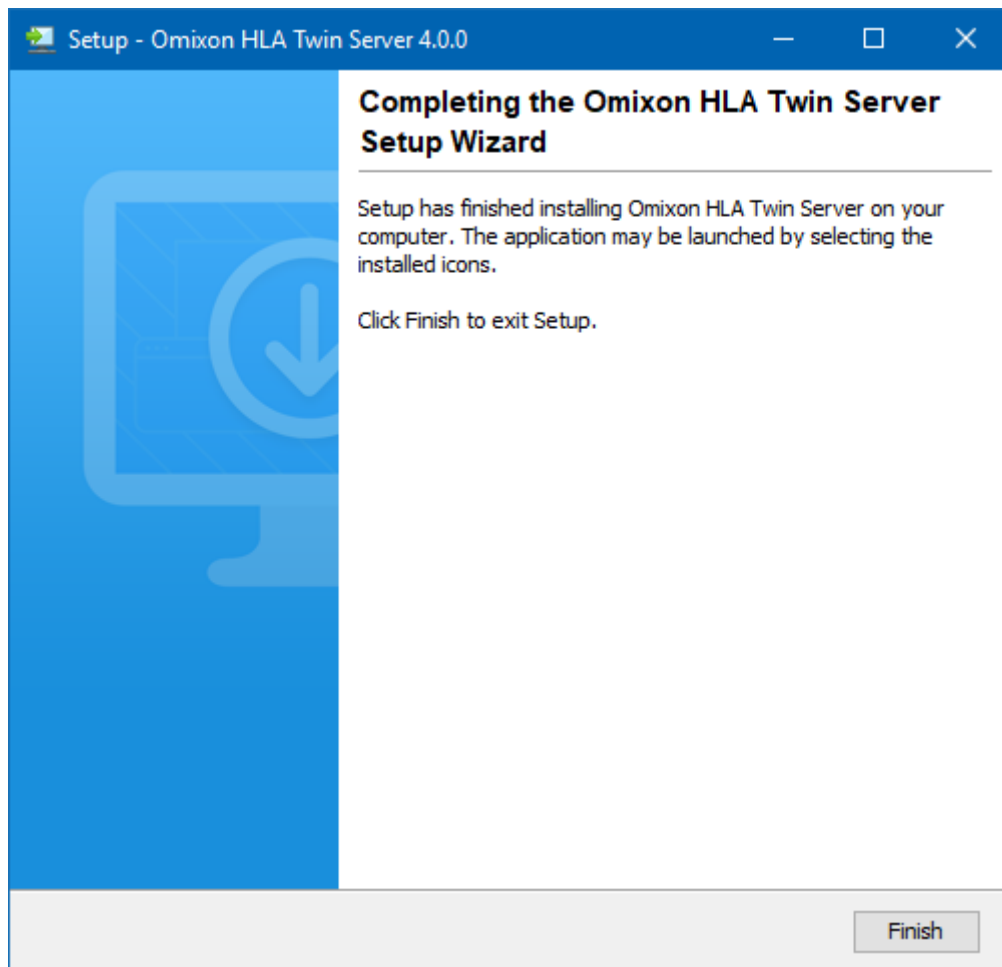 Setup - Omixon HLA Twin Server 4.0.0
Completing the Omixon HLA Twin Server
Setup Wizard
Setup has finished installing Omixon HLA Twin Server on your
computer. The application may be launched by selecting the
installed icons.
Click Finish to exit Setup.
Finish